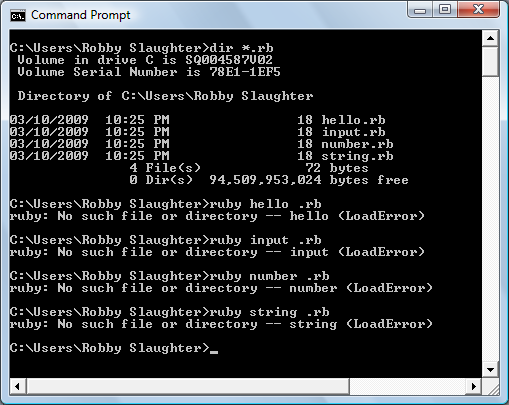 Command Prompt
C:\Users\Robby Slaughter>dir *.rb
Volume in drive C is SQ004587V02
Volume Serial Number is 78E1-1EF5
Directory of C:\Users\Robby Slaughter
03/10/2009  10:25 PM                18 hello.rb
03/10/2009  10:25 PM                18 input.rb
03/10/2009  10:25 PM                18 number.rb
03/10/2009  10:25 PM                18 string.rb
4 File(s)             72 bytes
0 Dir(s)  94,509,953,024 bytes free
C:\Users\Robby Slaughter>ruby hello .rb
ruby: No such file or directory -- hello (LoadError)
C:\Users\Robby Slaughter>ruby input .rb
ruby: No such file or directory -- input (LoadError)
C:\Users\Robby Slaughter>ruby number .rb
ruby: No such file or directory -- number (LoadError)
C:\Users\Robby Slaughter>ruby string .rb
ruby: No such file or directory -- string (LoadError)
C:\Users\Robby Slaughter>_